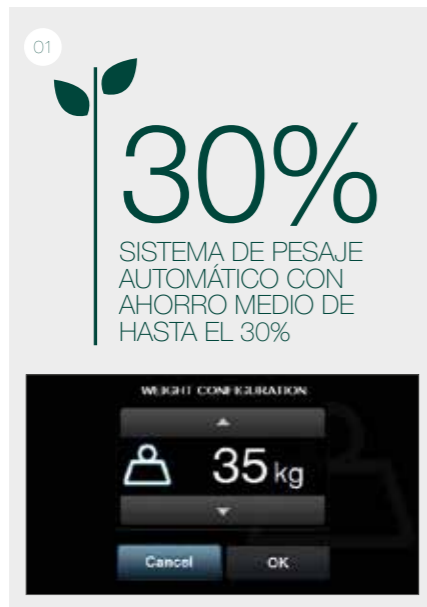 01
30%
SISTEMA DE PESAJE
AUTOMÁTICO CON
AHORRO MEDIO DE
HASTA EL 30%
WEIGHT CONFIGURATION
35 kg
Cancel OK